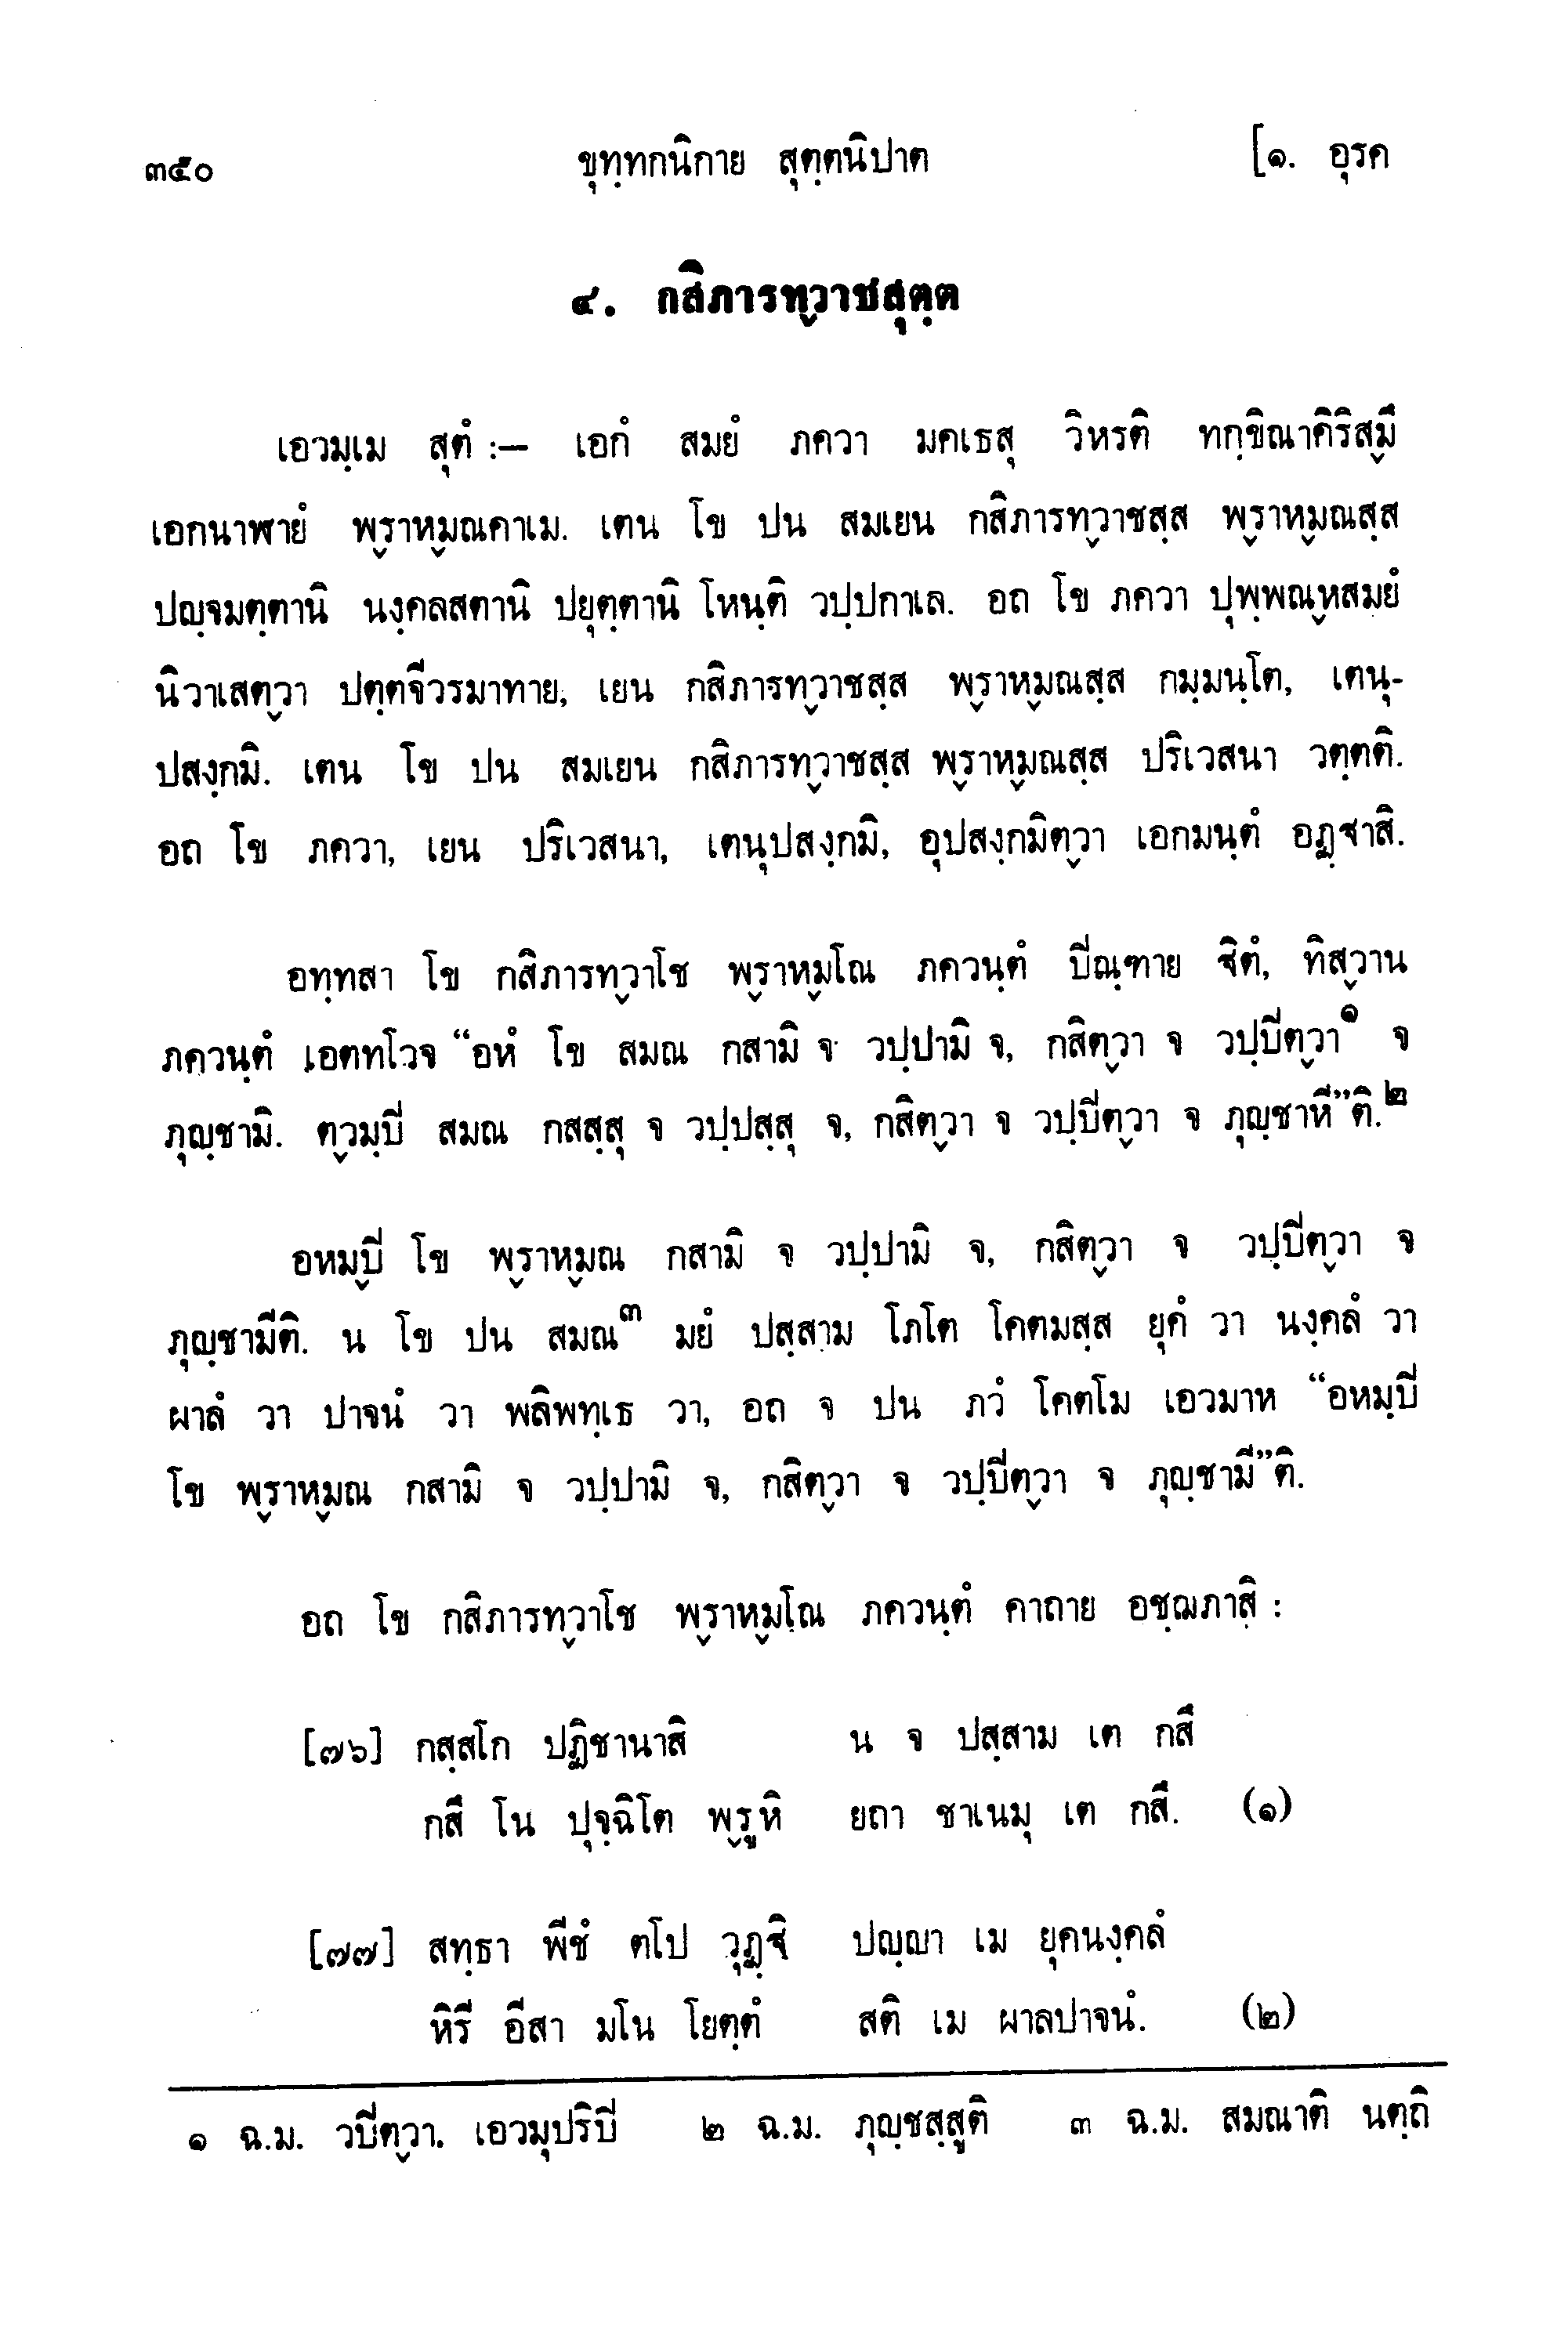 ๓๕๐ ขุทฺทกนิกาย สุตฺตนิปาต [๑. อุรค
๔. กสิภารทฺวาชสุตฺต
เอวมฺเม สุตํ :— เอกํ สมยํ ภควา มคเธสุ วิหรติ ทกฺขิณาคิริสฺมึ
เอกนาฬายํ พฺราหฺมณคาเม. เตน โข ปน สมเยน กสิภารทฺวาชสฺส พฺราหฺมณสฺส
ปญฺจมตฺตานิ นงฺคลสตานิ ปยุตฺตานิ โหนฺติ วปฺปกาเล. อถ โข ภควา ปุพฺพณฺหสมยํ
นิวาเสตฺวา ปตฺตจีวรมาทาย, เยน กสิภารทฺวาชสฺส พฺราหฺมณสฺส กมฺมนฺโต, เตนุ-
ปสงฺกมิ. เตน โข ปน สมเยน กสิภารทฺวาชสฺส พฺราหฺมณสฺส ปริเวสนา วตฺตติ.
อถ โข ภควา, เยน ปริเวสนา, เตนุปสงฺกมิ, อุปสงฺกมิตฺวา เอกมนฺตํ อฏฺฐาสิ.
อทฺทสา โข กสิภารทฺวาโช พฺราหฺมโณ ภควนฺตํ ปิณฺฑาย ฐิตํ, ทิสฺวาน
ภควนฺตํ เอตทโวจ “อหํ โข สมณ กสามิ จ วปฺปามิ จ, กสิตฺวา จ วปฺปิตฺวา๑ จ
ภุญฺชามิ. ตฺวมฺปิ สมณ กสสฺสุ จ วปฺปสฺสุ จ, กสิตฺวา จ วปฺปิตฺวา จ ภุญฺชาหี”ติ.๒
อหมฺปิ โข พฺราหฺมณ กสามิ จ วปฺปามิ จ, กสิตฺวา จ วปฺปิตฺวา จ
ภุญฺชามีติ. น โข ปน สมณ๓ มยํ ปสฺสาม โภโต โคตมสฺส ยุคํ วา นงฺคลํ วา
ผาลํ วา ปาจนํ วา พลิพทฺเธ วา, อถ จ ปน ภวํ โคตโม เอวมาห “อหมฺปิ
โข พฺราหฺมณ กสามิ จ วปฺปามิ จ, กสิตฺวา จ วปฺปิตฺวา จ ภุญฺชามี”ติ.
อถ โข กสิภารทฺวาโช พฺราหฺมโณ ภควนฺตํ คาถาย อชฺฌภาสิ :
[๗๖] กสฺสโก ปฏิชานาสิ น จ ปสฺสาม เต กสึ
กสึ โน ปุจฺฉิโต พฺรูหิ ยถา ชาเนมุ เต กสึ. (๑)
[๗๗] สทฺธา พีชํ ตโป วุฏฺฐิ ปญฺญา เม ยุคนงฺคลํ
หิรี อีสา มโน โยตฺตํ สติ เม ผาลปาจนํ. (๒)
๑ ฉ.ม. วปิตฺวา. เอวมุปริปิ ๒ ฉ.ม. ภุญฺชสฺสูติ ๓ ฉ.ม. สมณาติ นตฺถิ